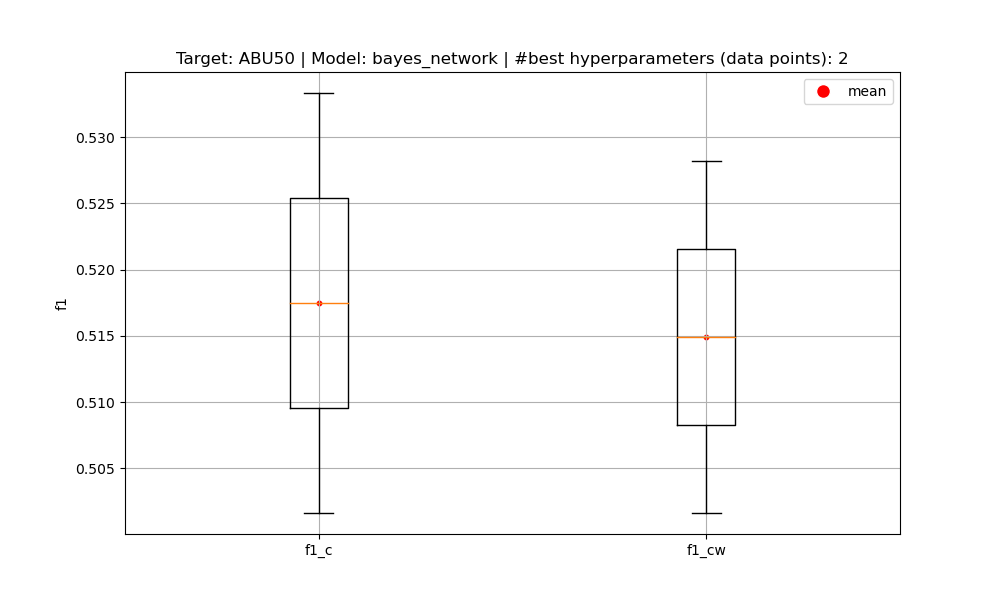 Target: ABU50 | Model: bayes_network | #best hyperparameters (data points): 2
mean
0.530
0.525
0.520
0.515
0.510
0.505
f1
f1_c
f1_cw